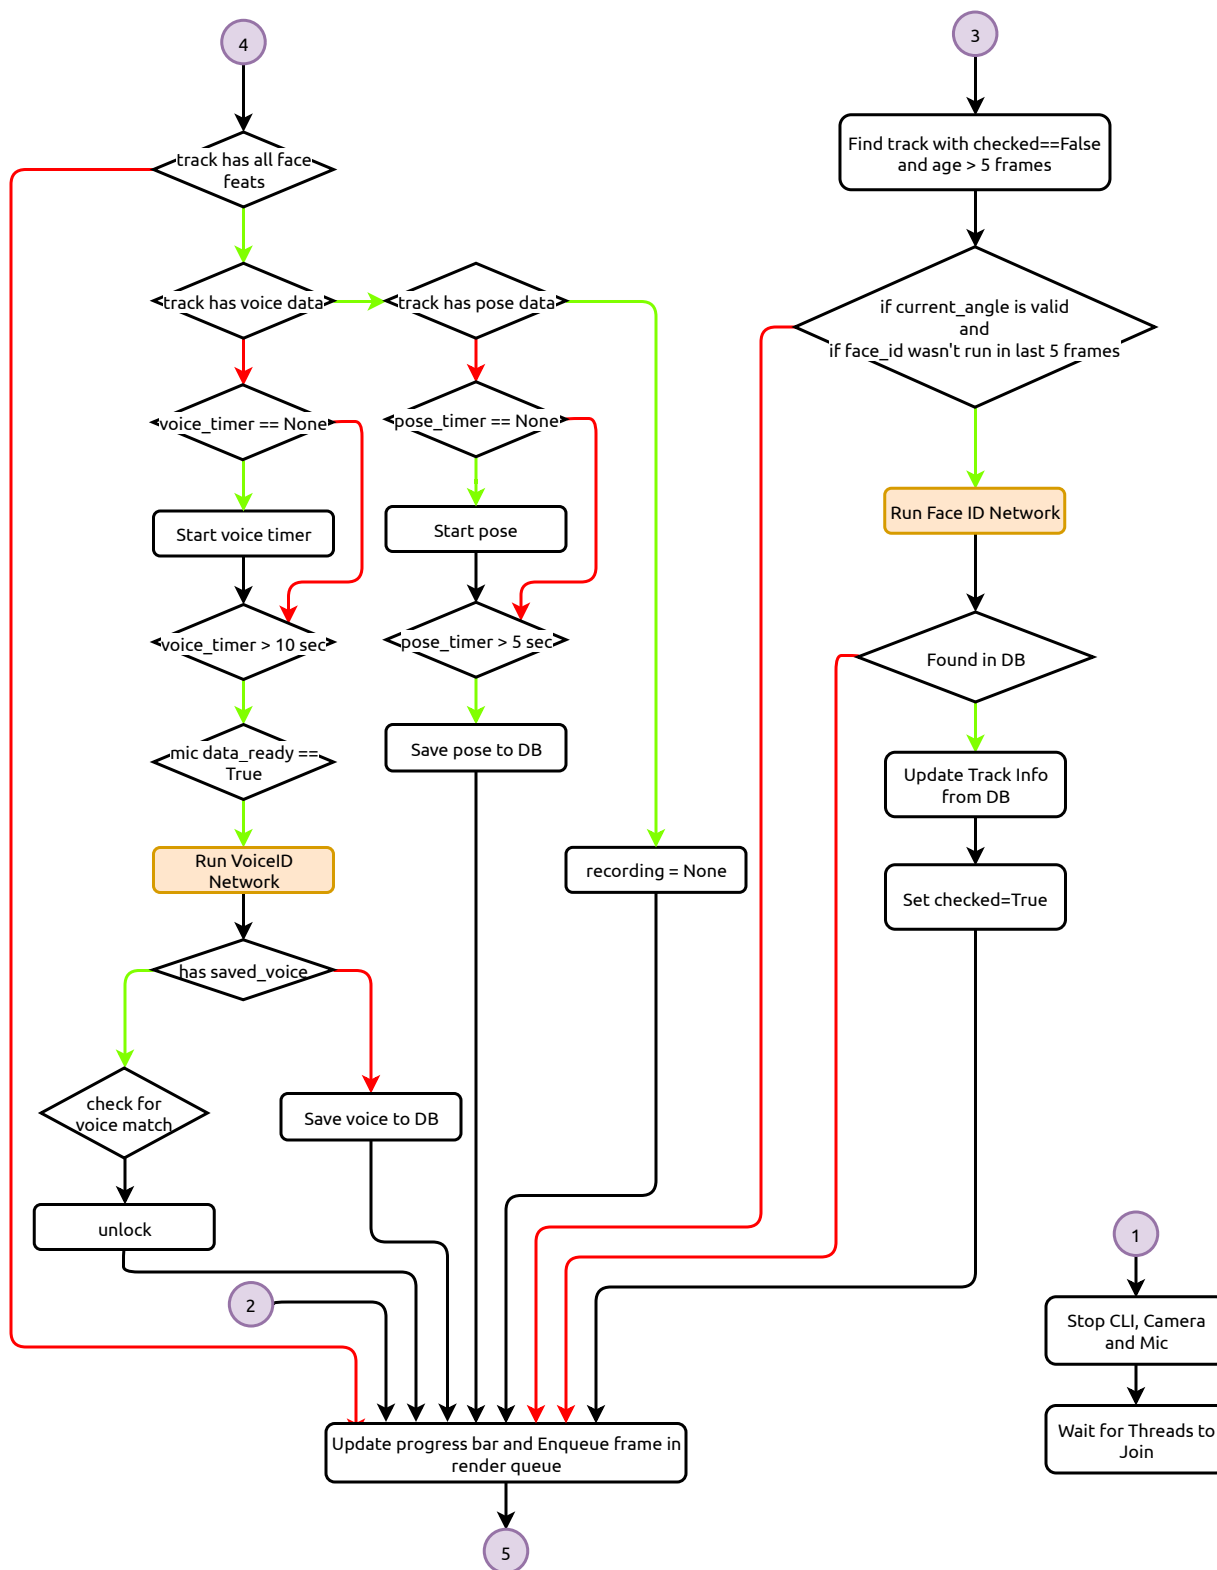 4
3
track has all face
feats
Find track with checked==False
and age > 5 frames
track has voice data
track has pose data
if current_angle is valid
and
if face_id wasn't run in last 5 frames
voice_timer == None
pose_timer == None
Run Face ID Network
Start voice timer
Start pose
voice_timer > 10 sec
pose_timer > 5 sec
Found in DB
mic data_ready ==
True
Save pose to DB
Update Track Info
from DB
Run VoiceID
Network
recording = None
Set checked=True
has saved_voice
check for
voice match
Save voice to DB
unlock
1
2
Stop CLI, Camera
and Mic
Update progress bar and Enqueue frame in
render queue
Wait for Threads to
Join
5